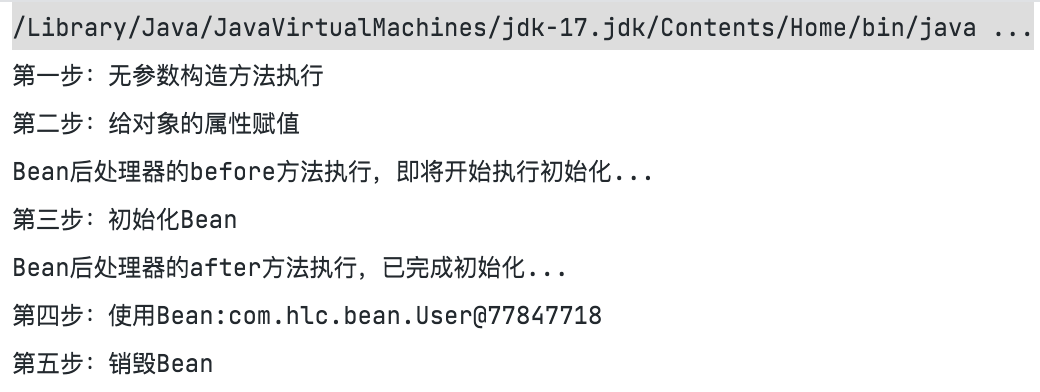 /Library/Java/JavaVirtualMachines/jdk-17.jdk/Contents/Home/bin/java ...
第一步：无参数构造方法执行
第二步：给对象的属性赋值
Bean后处理器的before方法执行，即将开始执行初始化...
第三步：初始化Bean
Bean后处理器的after方法执行，已完成初始化...
第四步：使用Bean:com.hlc.bean.User@77847718
第五步：销毁Bean